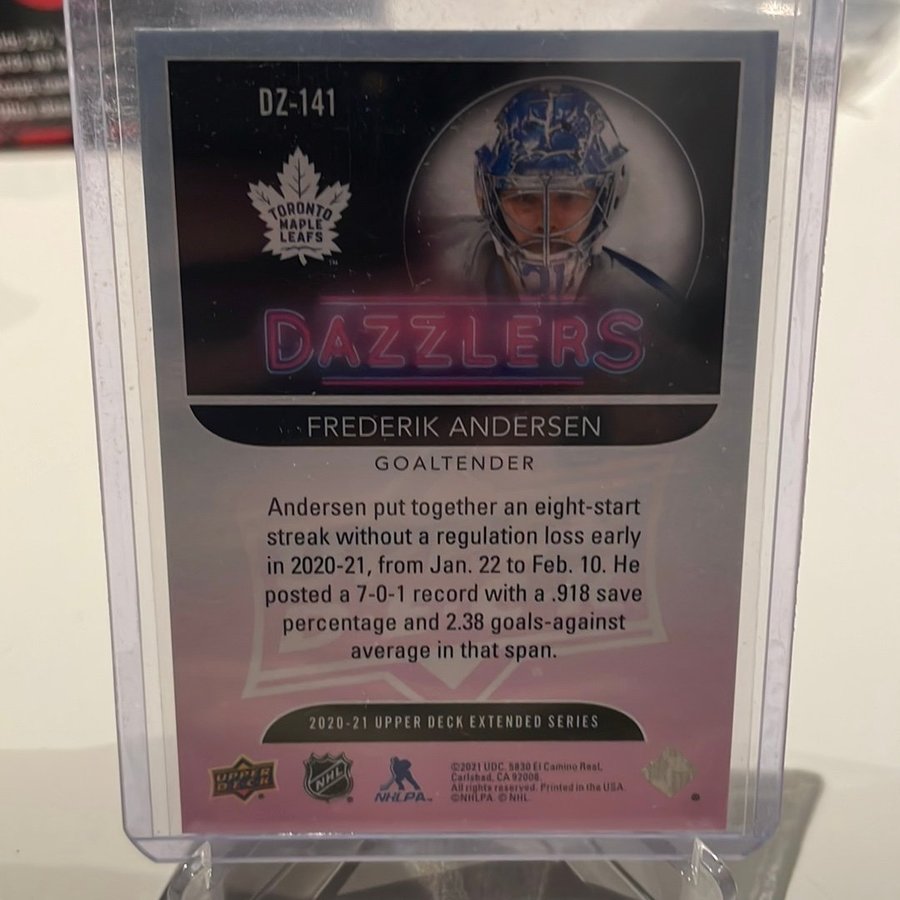 DZ-141
TORONTO
MAPLE
LEAFS
TM
31
DAZZLERS
FREDERIK ANDERSEN
GOALTENDER
Andersen put together an eight-start
streak without a regulation loss early
in 2020-21, from Jan. 22 to Feb. 10. He
posted a 7-0-1 record with a .918 save
percentage and 2.38 goals-against
average in that span.
2020-21 UPPER DECK EXTENDED SERIES
UPPER
DECK
NHL
NHLPA
©2021 UDC. 5830 El Camino Real,
Carlsbad, CA 92008.
All rights reserved. Printed in the USA.
©NHLPA ©NHL